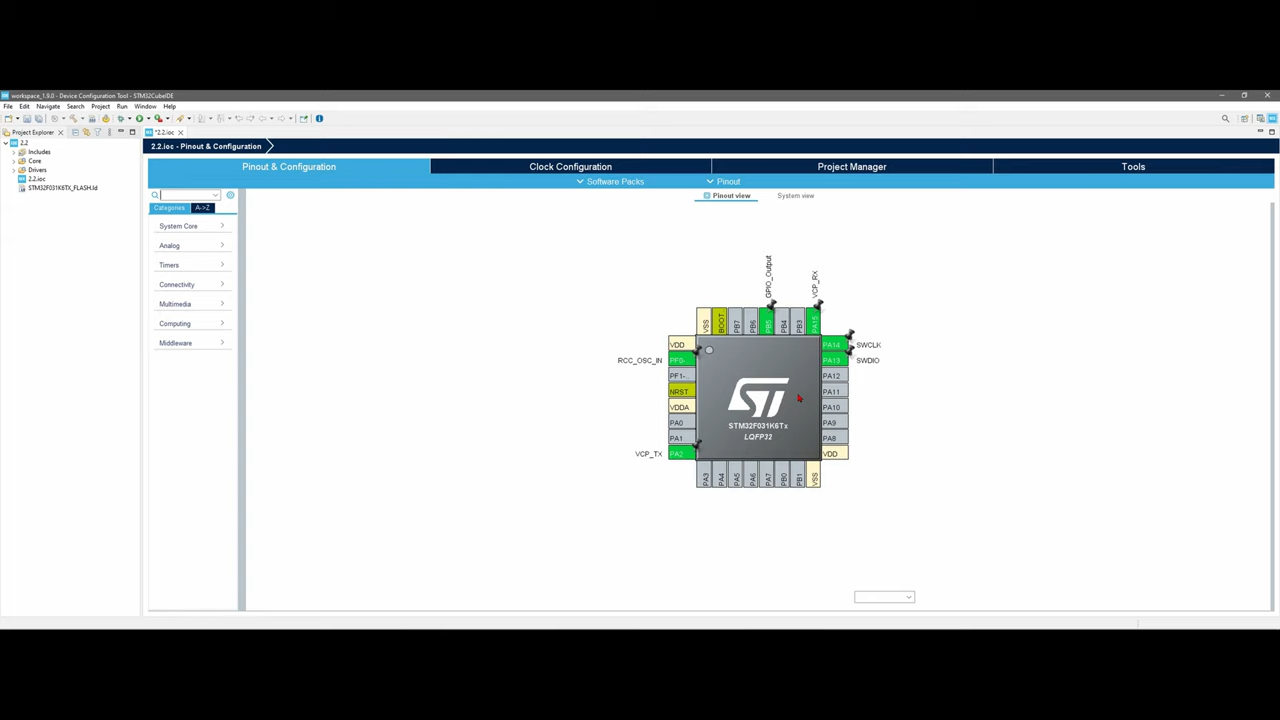 workspace_1.9.0 - Device Configuration Tool - STM32CubeIDE
File Edit Navigate Search Project Run Window Help
Project Explorer
*2.2.ioc
2.2
Includes
Core
Drivers
2.2.ioc
STM32F031K6TX_FLASH.ld
2.2.ioc - Pinout & Configuration
Pinout & Configuration
Clock Configuration
Project Manager
Tools
Software Packs
Pinout
Pinout view
System view
Categories
A->Z
System Core
Analog
Timers
Connectivity
Multimedia
Computing
Middleware
GPIO_Output
VCP_RX
VSS
BOOT
PB7
PB6
PB5
PB4
PB3
PA15
VDD
RCC_OSC_IN
PF0-..
PF1-..
NRST
VDDA
PA0
PA1
VCP_TX
PA2
PA14
SWCLK
PA13
SWDIO
PA12
PA11
PA10
PA9
PA8
VDD
ST
STM32F031K6Tx
LQFP32
PA3
PA4
PA5
PA6
PA7
PB0
PB1
VSS